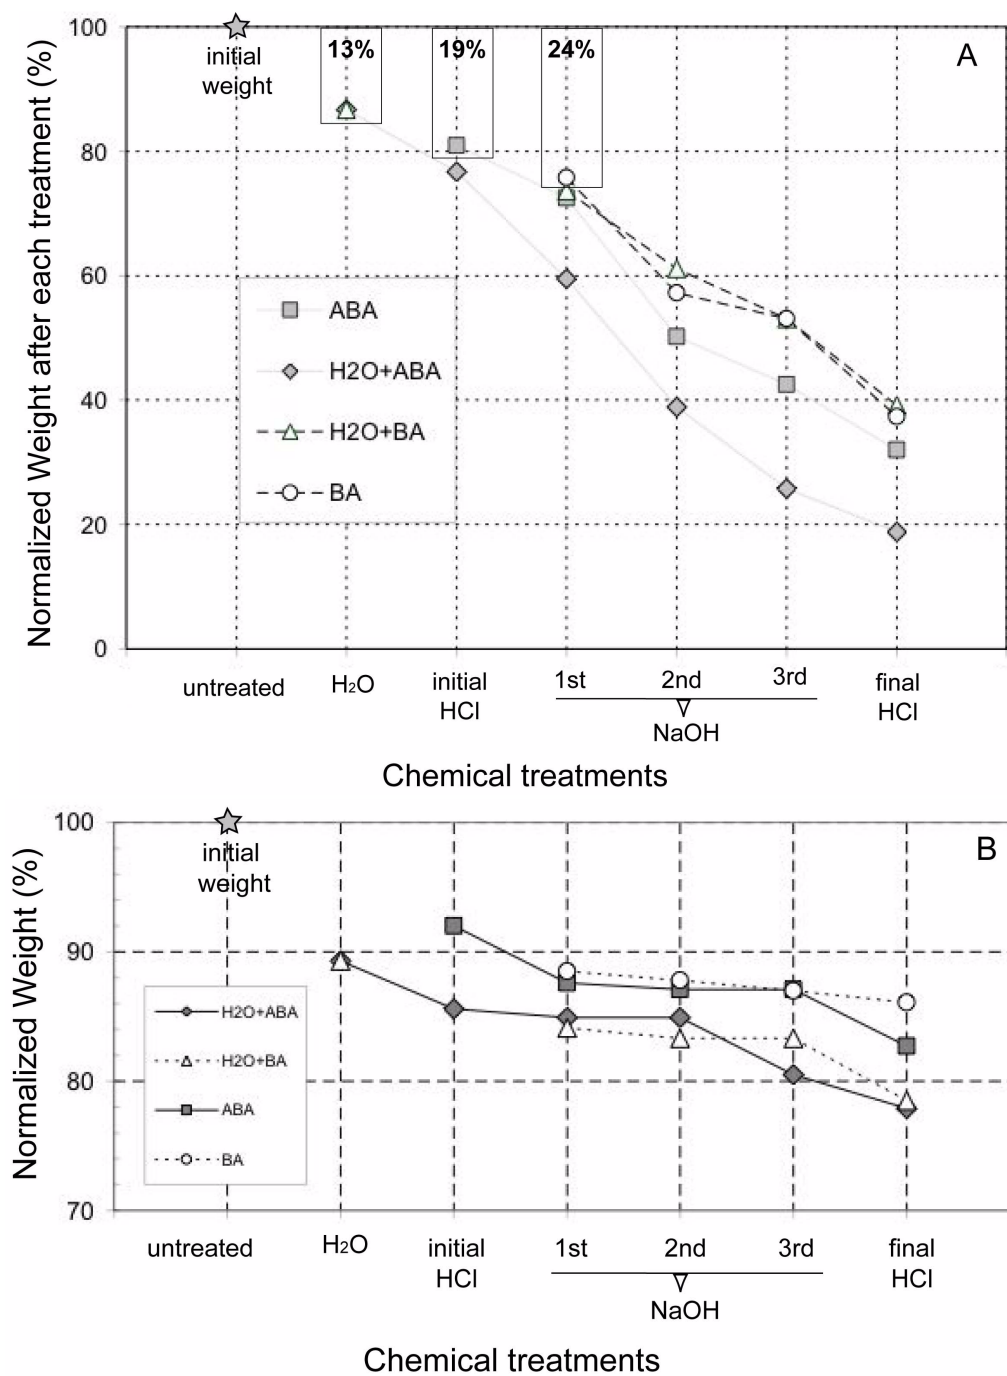 Normalized Weight after each treatment (%)
100
80
60
40
20
0
initial
weight
13%
19%
24%
A
ABA
H2O+ABA
H2O+BA
BA
untreated
H₂O
initial
HCl
1st
2nd
3rd
NaOH
final
HCl
Chemical treatments
Normalized Weight (%)
100
90
80
70
initial
weight
B
H2O+ABA
H2O+BA
ABA
BA
untreated
H₂O
initial
HCl
1st
2nd
3rd
NaOH
final
HCl
Chemical treatments